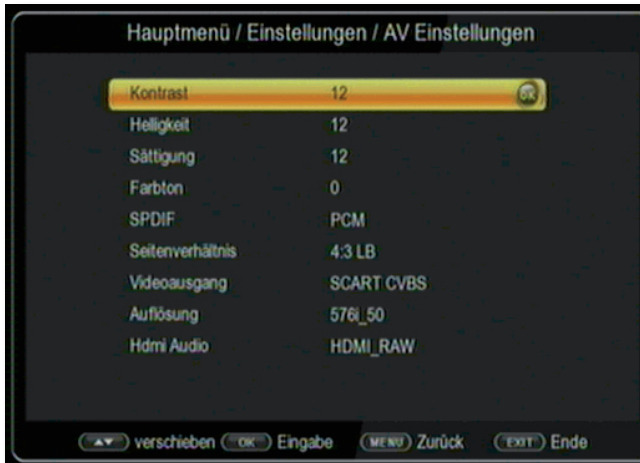 Hauptmenü / Einstellungen / AV Einstellungen
Kontrast 12 OK
Helligkeit 12
Sättigung 12
Farbton 0
SPDIF PCM
Seitenverhältnis 4:3 LB
Videoausgang SCART CVBS
Auflösung 576i_50
Hdmi Audio HDMI_RAW
verschieben OK Eingabe MENU Zurück EXIT Ende